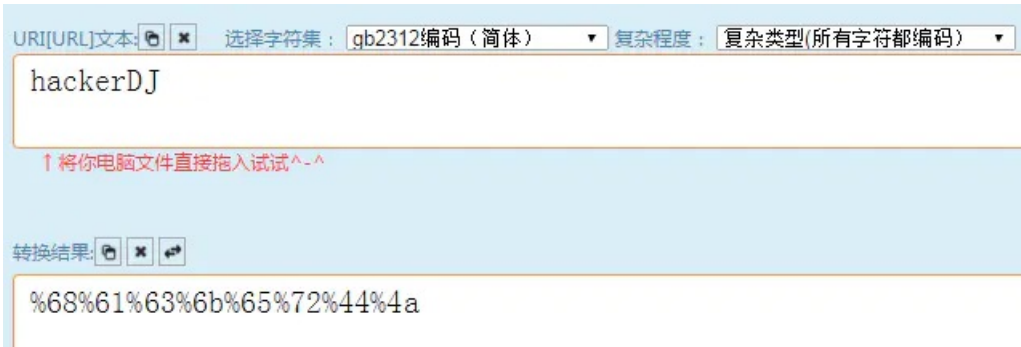 URI[URL]文本: 选择字符集： gb2312编码（简体） 复杂程度： 复杂类型(所有字符都编码）
hackerDJ
↑将你电脑文件直接拖入试试^-^
转换结果:
%68%61%63%6b%65%72%44%4a